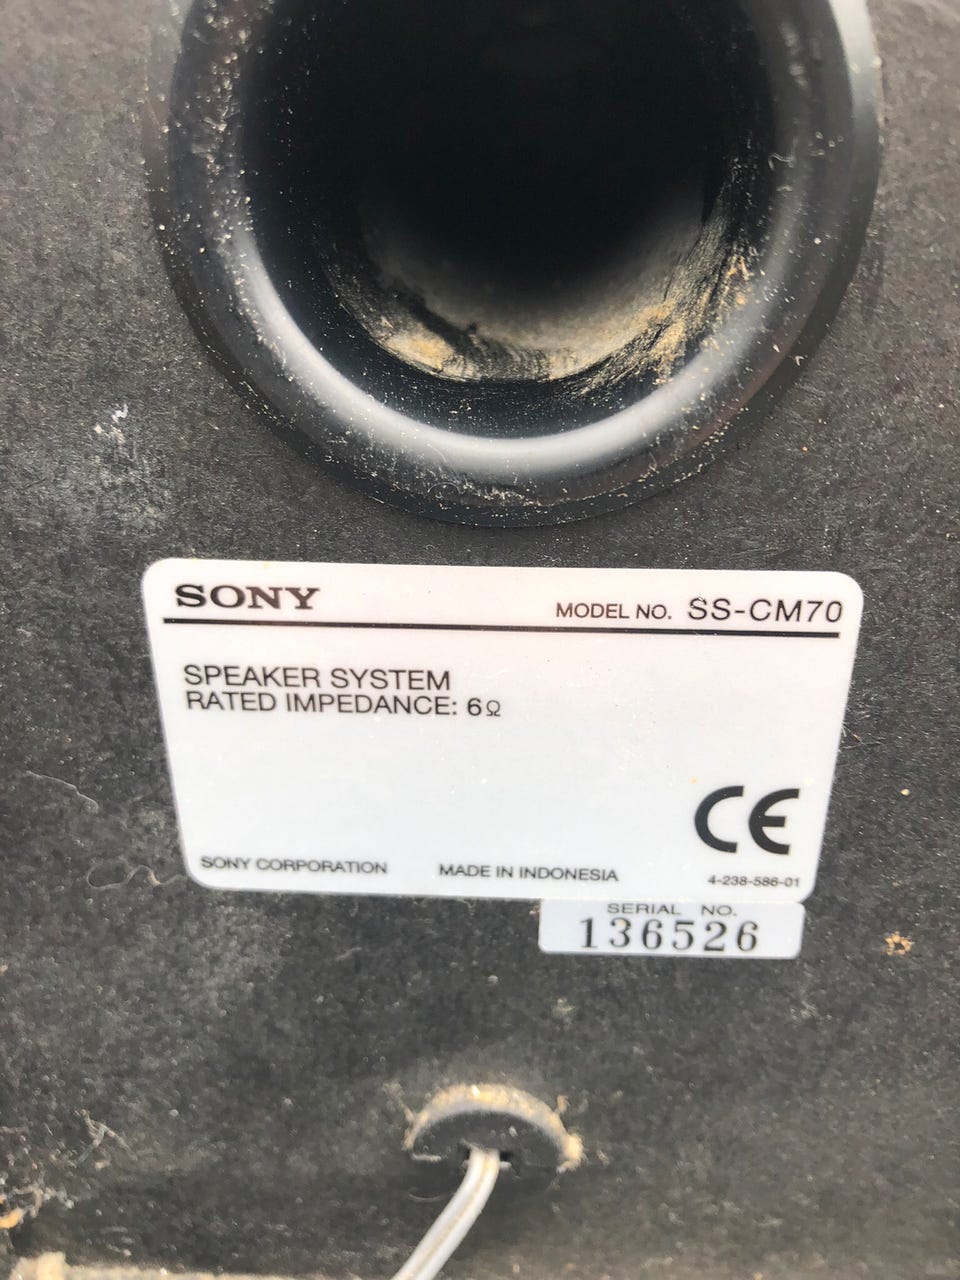 SONY
MODEL NO. SS-CM70
SPEAKER SYSTEM
RATED IMPEDANCE: 6Ω
CE
SONY CORPORATION MADE IN INDONESIA 4-238-586-01
SERIAL NO.
136526